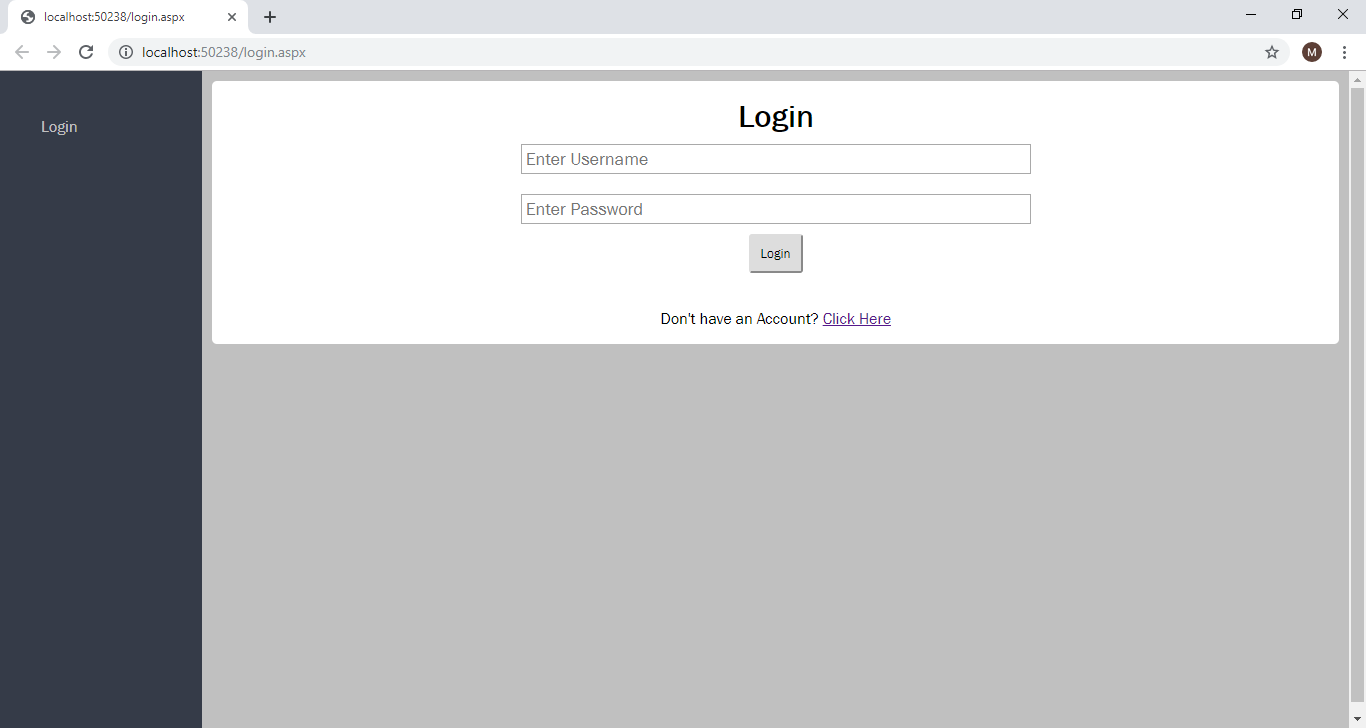 localhost:50238/login.aspx
localhost:50238/login.aspx
M
Login
Login
Enter Username
Enter Password
Login
Don't have an Account? Click Here